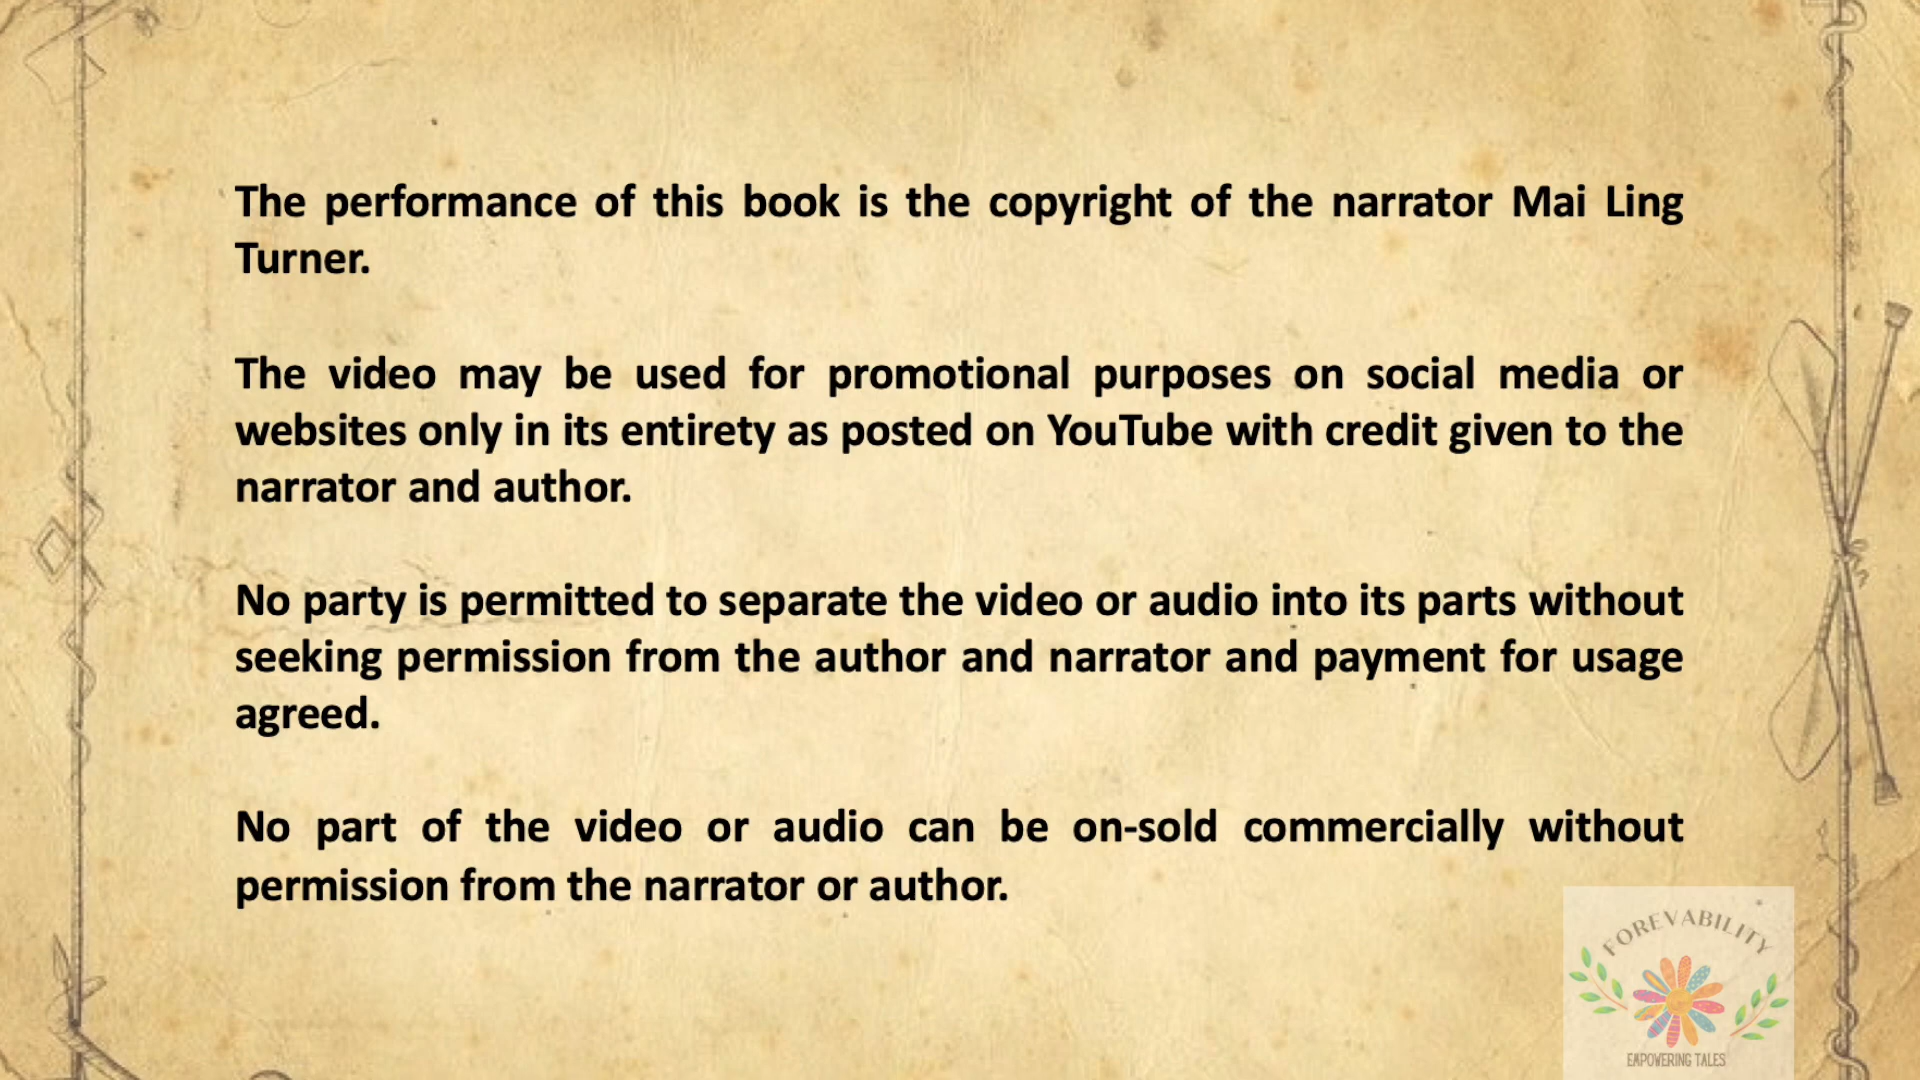 The performance of this book is the copyright of the narrator Mai Ling
Turner.
The video may be used for promotional purposes on social media or
websites only in its entirety as posted on YouTube with credit given to the
narrator and author.
No party is permitted to separate the video or audio into its parts without
seeking permission from the author and narrator and payment for usage
agreed.
No part of the video or audio can be on-sold commercially without
permission from the narrator or author.
FOREVABILITY
EMPOWERING TALES